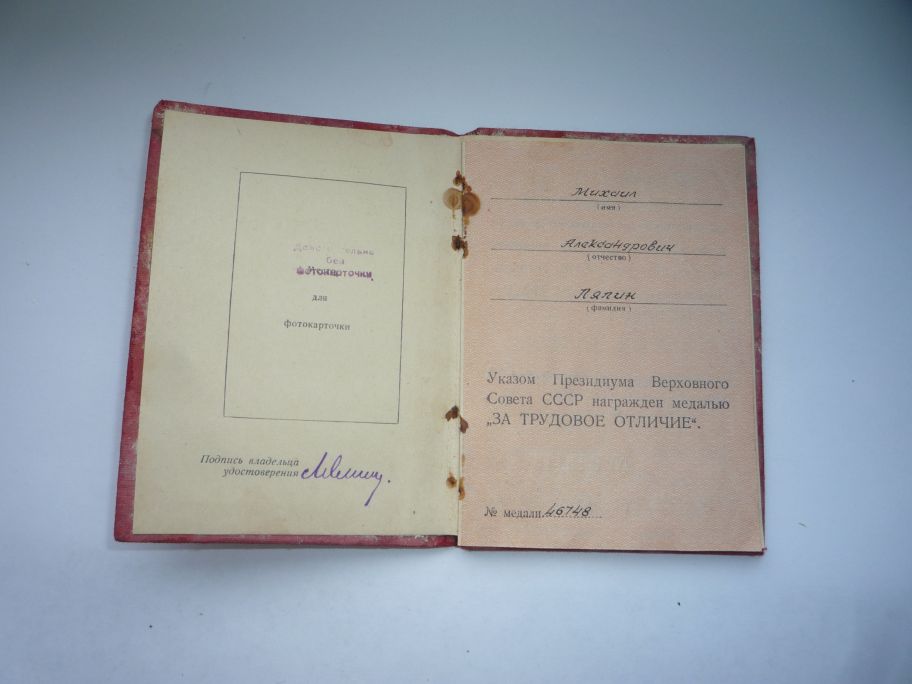 Действительно
без
фотокарточки
Место
для
фотокарточки
Подпись владельца
удостоверения
Михаил
(имя)
Александрович
(отчество)
Ляпин
(фамилия)
Указом Президиума Верховного
Совета СССР награжден медалью
„ЗА ТРУДОВОЕ ОТЛИЧИЕ“.
№ медали 46748